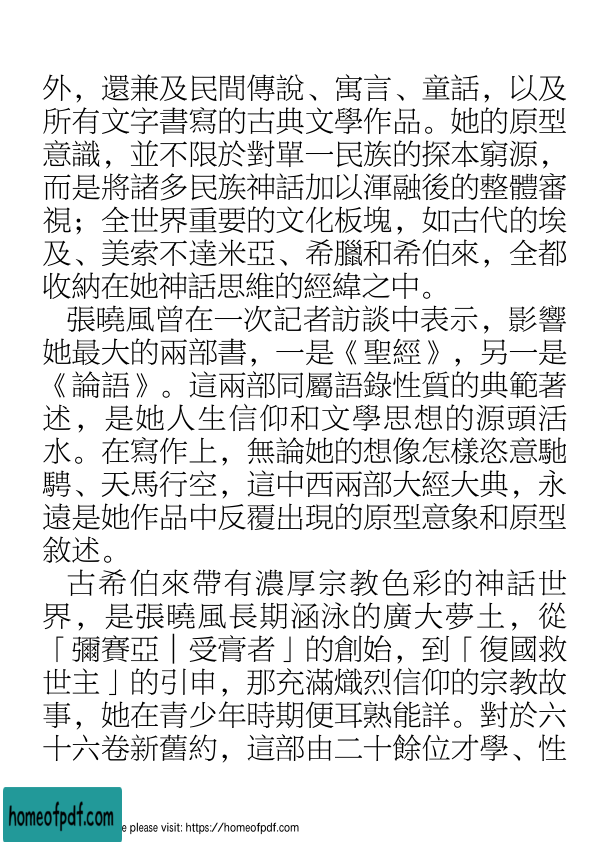 外，還兼及民間傳說、寓言、童話，以及
所有文字書寫的古典文學作品。她的原型
意識，並不限於對單一民族的探本窮源，
而是將諸多民族神話加以渾融後的整體審
視；全世界重要的文化板塊，如古代的埃
及、美索不達米亞、希臘和希伯來，全都
收納在她神話思維的經緯之中。
張曉風曾在一次記者訪談中表示，影響
她最大的兩部書，一是《聖經》，另一是
《論語》。這兩部同屬語錄性質的典範著
述，是她人生信仰和文學思想的源頭活
水。在寫作上，無論她的想像怎樣恣意馳
騁、天馬行空，這中西兩部大經大典，永
遠是她作品中反覆出現的原型意象和原型
敘述。
古希伯來帶有濃厚宗教色彩的神話世
界，是張曉風長期涵泳的廣大夢土，從
「彌賽亞｜受膏者」的創始，到「復國救
世主」的引申，那充滿熾烈信仰的宗教故
事，她在青少年時期便耳熟能詳。對於六
十六卷新舊約，這部由二十餘位才學、性
homeofpdf.com
e please visit: https://homeofpdf.com